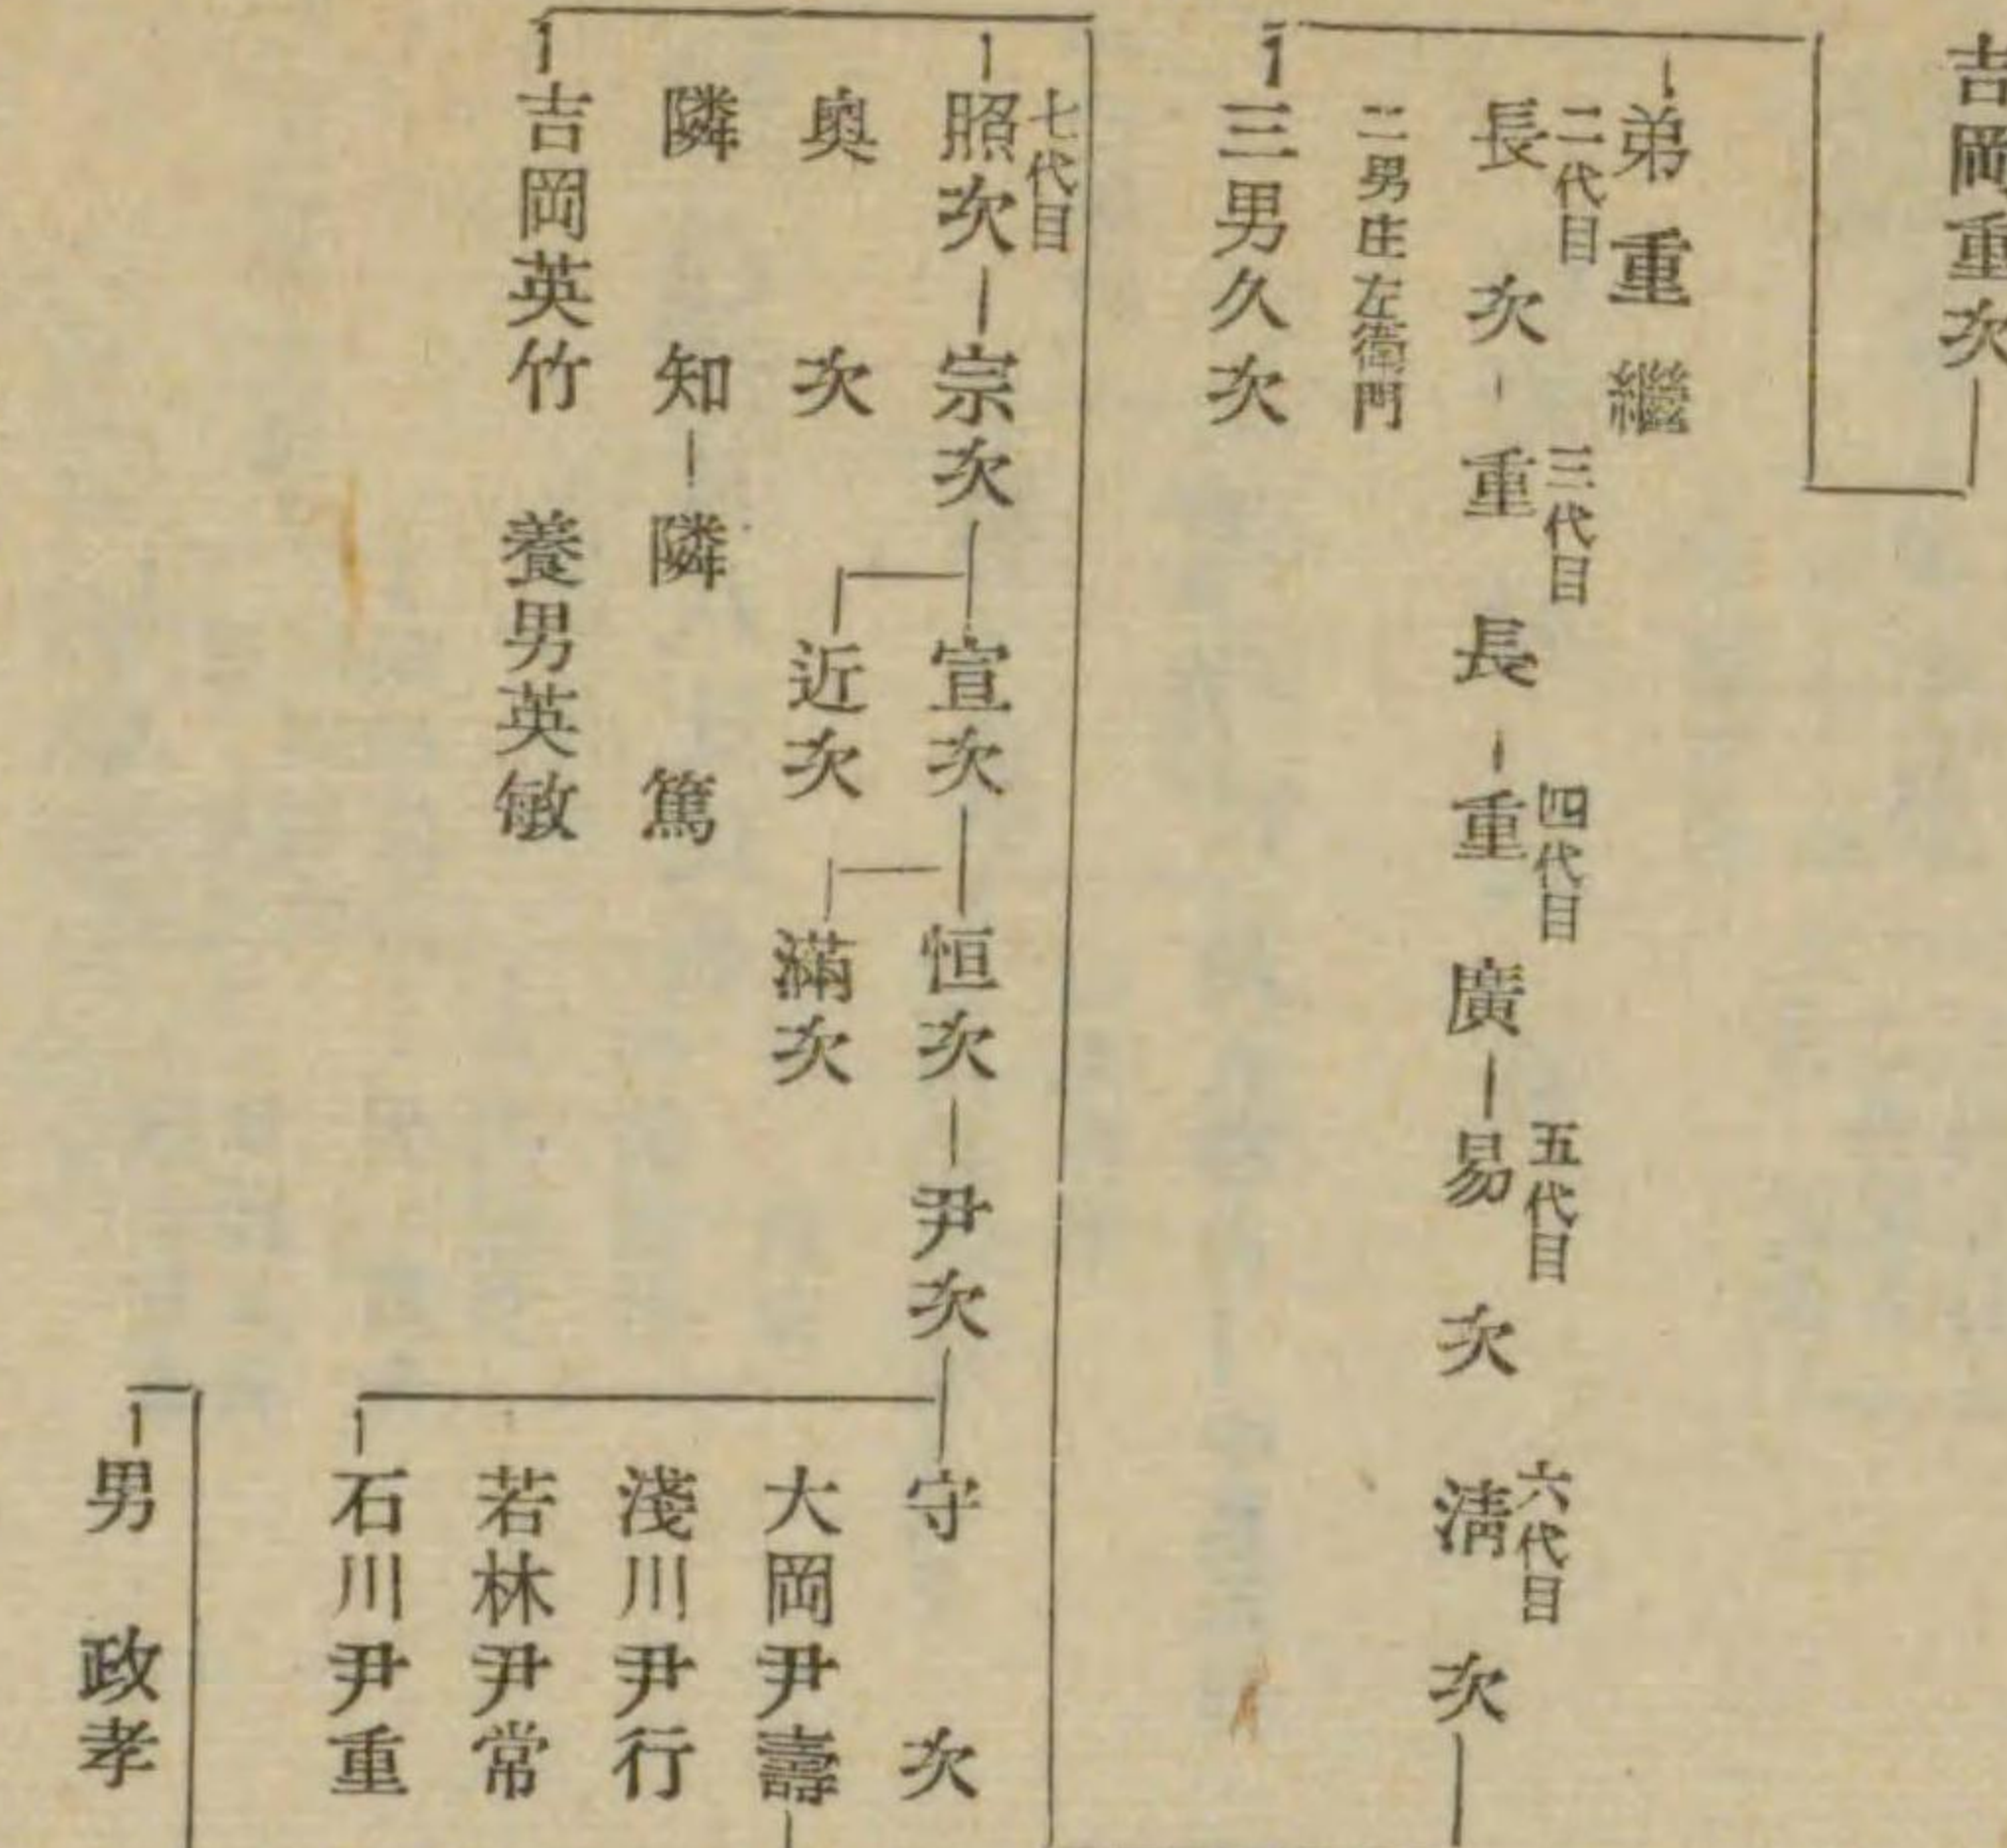 吉岡重次
弟重繼
二代目
長次
三代目
重長
四代目
重廣
五代目
易次
六代目
淸次
二男庄左衞門
三男久次
七代目
照次
宗次
宣次
恒次
尹次
守次
奥次
近次
滿次
大岡尹壽
隣知
隣篤
淺川尹行
吉岡英竹
養男英敏
若林尹常
石川尹重
男 政孝